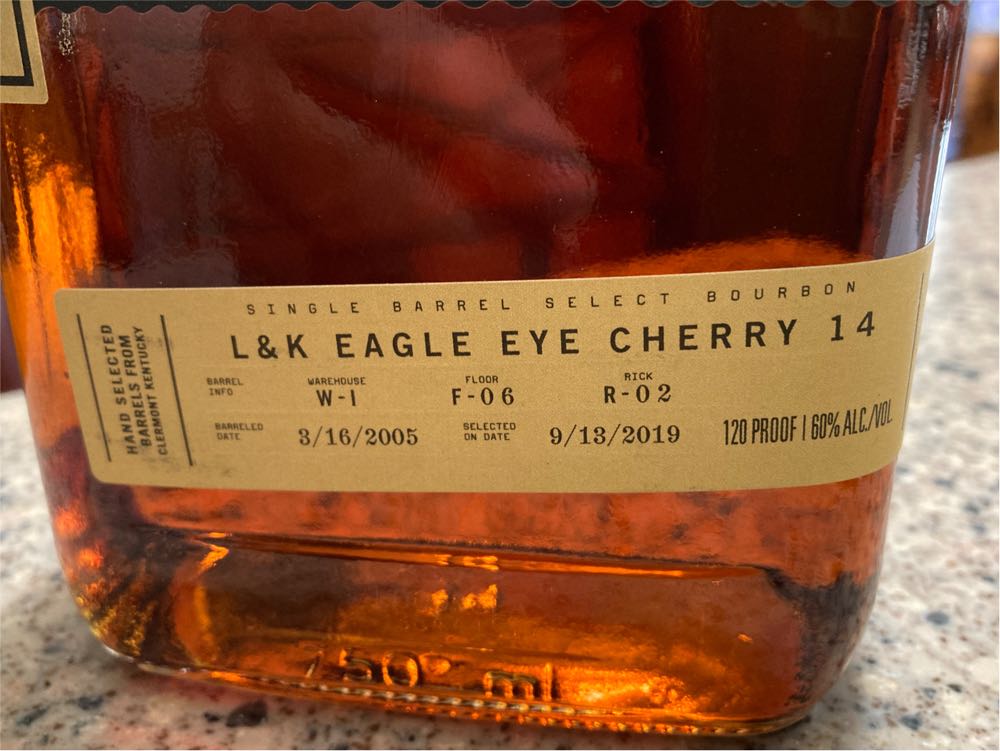 SINGLE BARREL SELECT BOURBON
L&K EAGLE EYE CHERRY 14
HAND SELECTED
BARRELS FROM
CLERMONT KENTUCKY
BARREL
INFO
WAREHOUSE
W-I
FLOOR
F-06
RICK
R-02
BARRELED
DATE
3/16/2005
SELECTED
ON DATE
9/13/2019
120 PROOF | 60% ALC./VOL.
750 ml